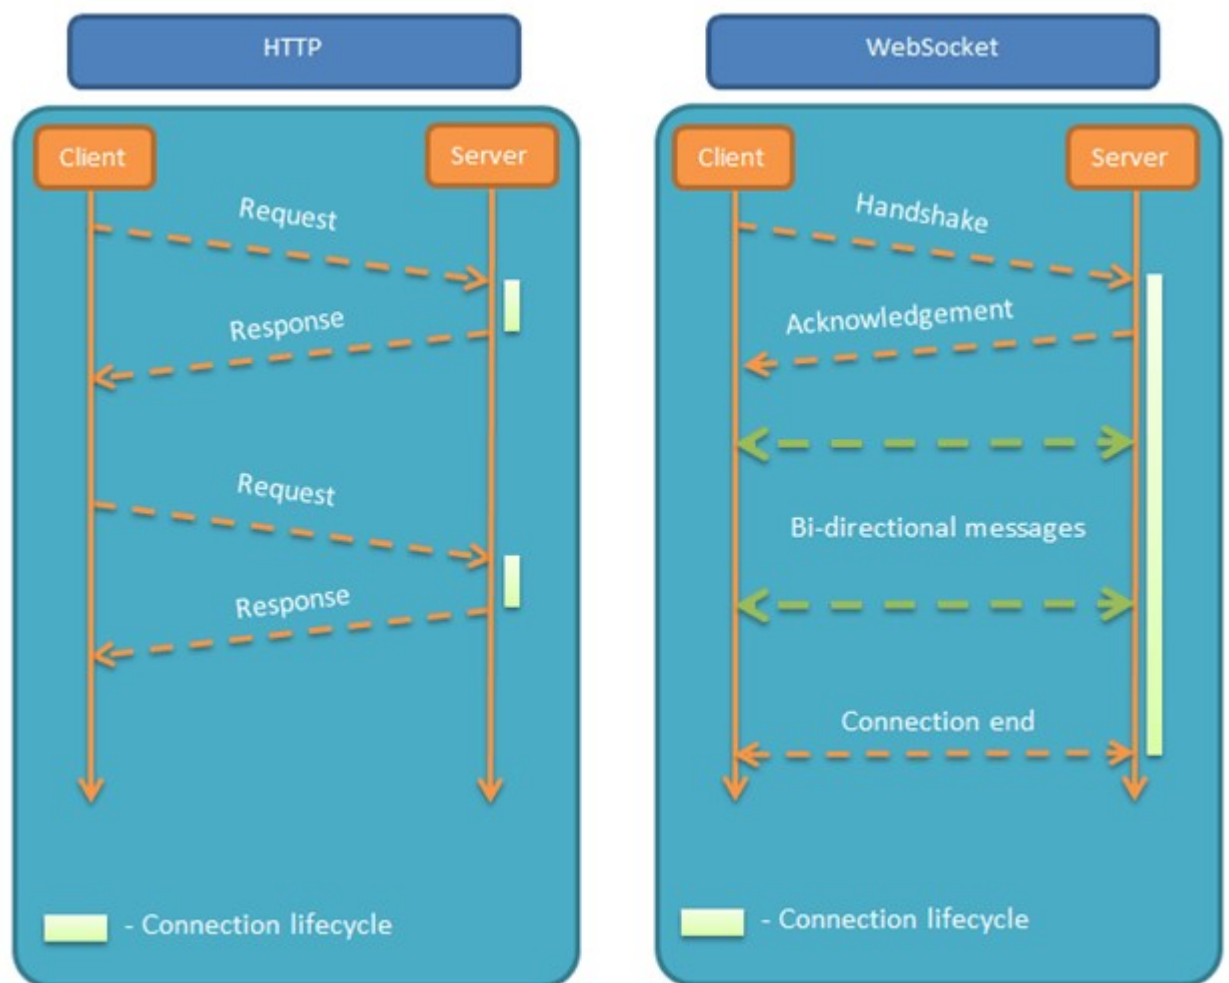 HTTP
Client
Server
Request
Response
Request
Response
- Connection lifecycle
WebSocket
Client
Server
Handshake
Acknowledgement
Bi-directional messages
Connection end
- Connection lifecycle